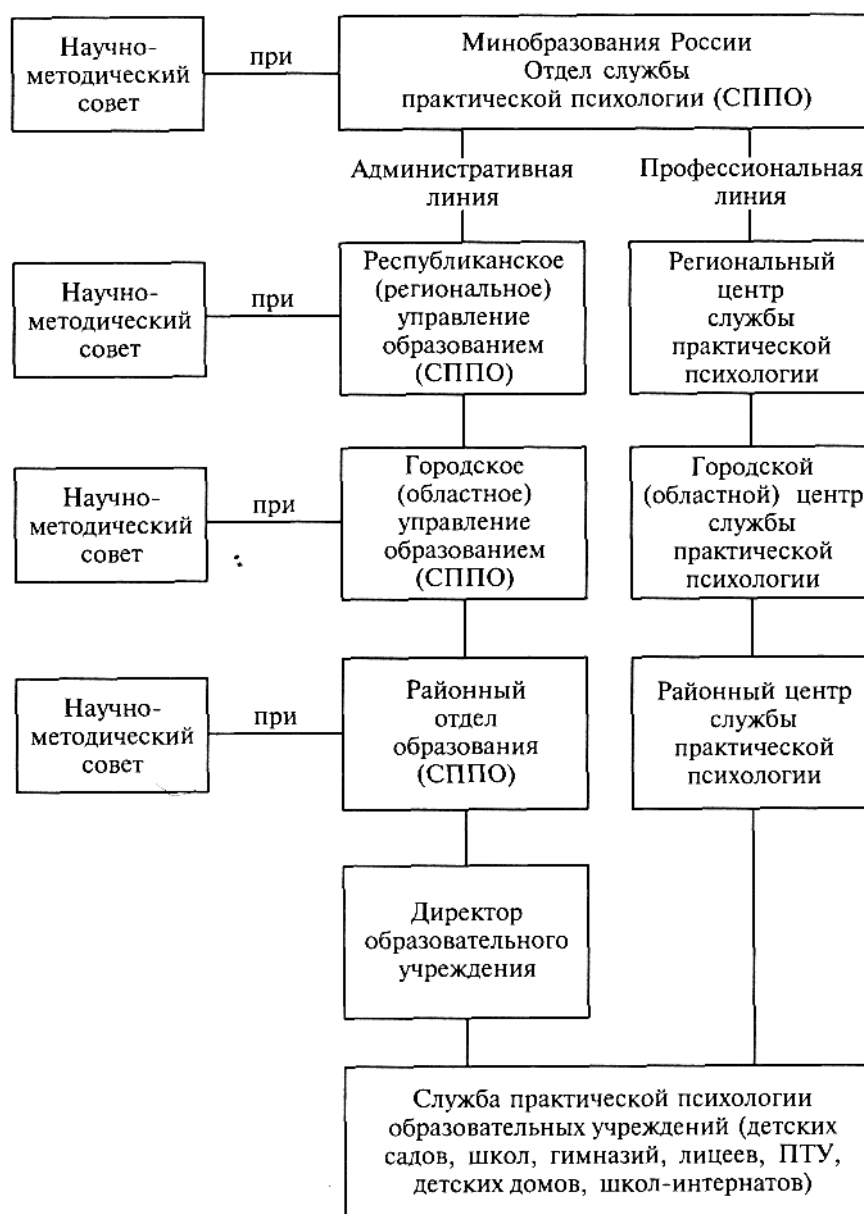 Научно-
методический
совет
при
Минобразования России
Отдел службы
практической психологии (СППО)
Административная
линия
Профессиональная
линия
Научно-
методический
совет
при
Республиканское
(региональное)
управление
образованием
(СППО)
Региональный
центр
службы
практической
психологии
Научно-
методический
совет
при
Городское
(областное)
управление
образованием
(СППО)
Городской
(областной) центр
службы
практической
психологии
Научно-
методический
совет
при
Районный
отдел
образования
(СППО)
Районный центр
службы
практической
психологии
Директор
образовательного
учреждения
Служба практической психологии
образовательных учреждений (детских
садов, школ, гимназий, лицеев, ПТУ,
детских домов, школ-интернатов)